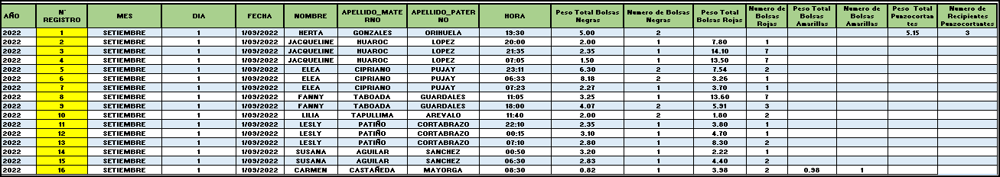 AÑO N° REGISTRO MES DIA FECHA NOMBRE APELLIDO_MATERNO APELLIDO_PATERNO HORA Peso Total Bolsas Negras Numero de Bolsas Negras Peso Total Bolsas Rojas Numero de Bolsas Rojas Peso Total Bolsas Amarillas Numero de Bolsas Amarillas Peso Total Punzocortantes Numero de Recipientes Punzocortantes
2022 1 SETIEMBRE 1 1/09/2022 HERTA GONZALES ORIHUELA 19:30 5.00 2 5.15 3
2022 2 SETIEMBRE 1 1/09/2022 JACQUELINE HUAROC LOPEZ 20:00 2.00 1 7.80 1
2022 3 SETIEMBRE 1 1/09/2022 JACQUELINE HUAROC LOPEZ 21:35 2.35 1 14.10 7
2022 4 SETIEMBRE 1 1/09/2022 JACQUELINE HUAROC LOPEZ 07:05 1.50 1 13.50 7
2022 5 SETIEMBRE 1 1/09/2022 ELEA CIPRIANO PUJAY 23:11 6.30 2 7.54 2
2022 6 SETIEMBRE 1 1/09/2022 ELEA CIPRIANO PUJAY 06:33 8.18 2 3.26 1
2022 7 SETIEMBRE 1 1/09/2022 ELEA CIPRIANO PUJAY 07:23 2.27 1 3.70 1
2022 8 SETIEMBRE 1 1/09/2022 FANNY TABOADA GUARDALES 11:05 3.25 1 13.60 7
2022 9 SETIEMBRE 1 1/09/2022 FANNY TABOADA GUARDALES 18:00 4.07 2 5.91 3
2022 10 SETIEMBRE 1 1/09/2022 LILIA TAPULLIMA AREVALO 11:40 2.00 2 1.80 2
2022 11 SETIEMBRE 1 1/09/2022 LESLY PATIÑO CORTABRAZO 22:10 2.35 1 3.80 1
2022 12 SETIEMBRE 1 1/09/2022 LESLY PATIÑO CORTABRAZO 00:15 3.10 1 4.70 1
2022 13 SETIEMBRE 1 1/09/2022 LESLY PATIÑO CORTABRAZO 07:10 2.80 1 8.30 2
2022 14 SETIEMBRE 1 1/09/2022 SUSANA AGUILAR SANCHEZ 00:50 3.20 1 2.22 1
2022 15 SETIEMBRE 1 1/09/2022 SUSANA AGUILAR SANCHEZ 06:30 2.83 1 4.40 2
2022 16 SETIEMBRE 1 1/09/2022 CARMEN CASTAÑEDA MAYORGA 08:30 0.82 1 3.98 2 0.98 1